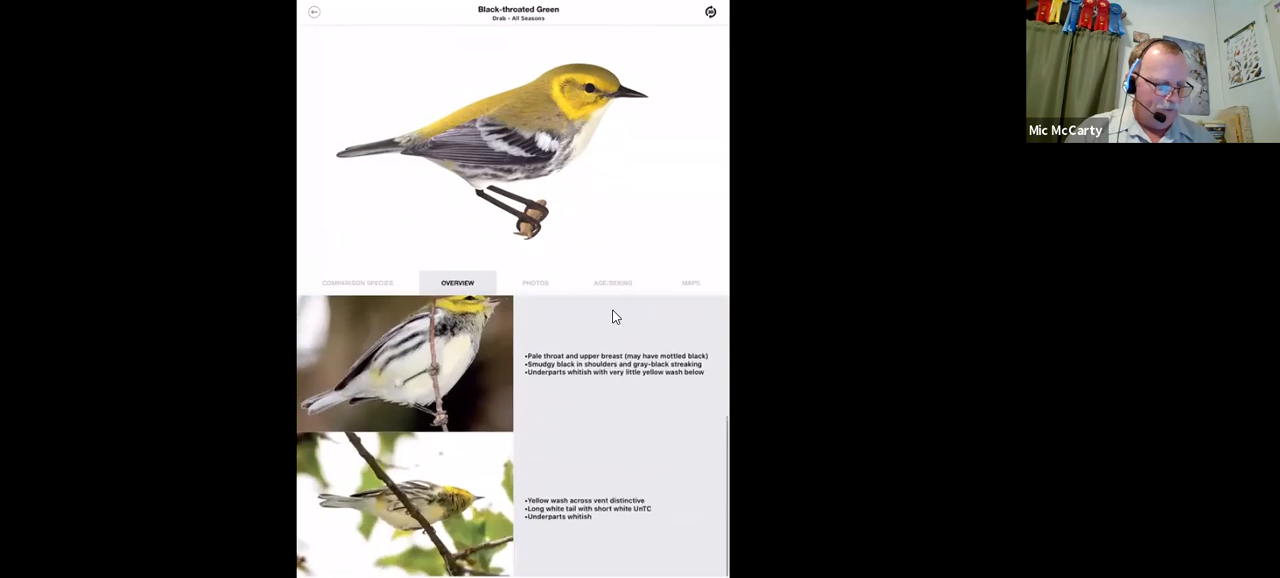 Black-throated Green
Drab - All Seasons
Mic McCarty
COMPARISON SPECIES
OVERVIEW
PHOTOS
AGE/SEXING
MAPS
•Pale throat and upper breast (may have mottled black)
•Smudgy black in shoulders and gray-black streaking
•Underparts whitish with very little yellow wash below
•Yellow wash across vent distinctive
•Long white tail with short white UnTC
•Underparts whitish